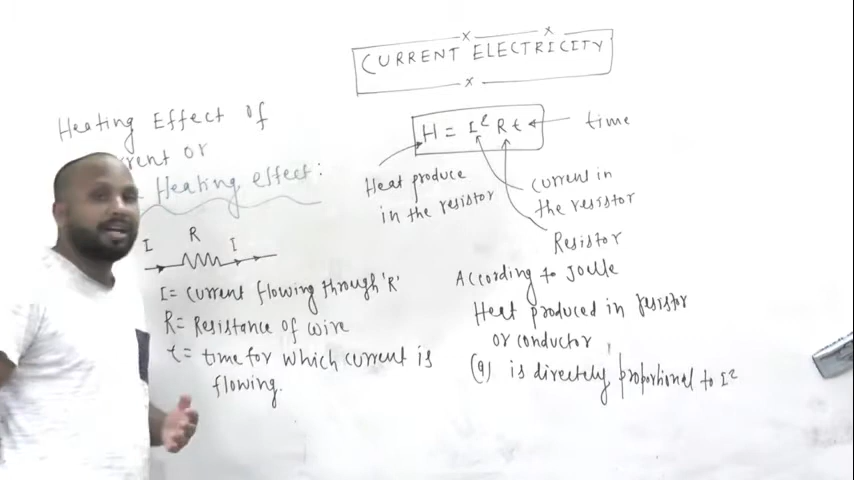 CURRENT ELECTRICITY
Heating Effect of
rrent or
Heating effect:
I R I
I = Current flowing through 'R'
R = Resistance of wire
t = time for which current is
flowing.
H = I² R t
time
Heat produce
in the resistor
Current in
the resistor
Resistor
According to Joule
Heat produced in resistor
or conductor
(a) is directely proportional to I²